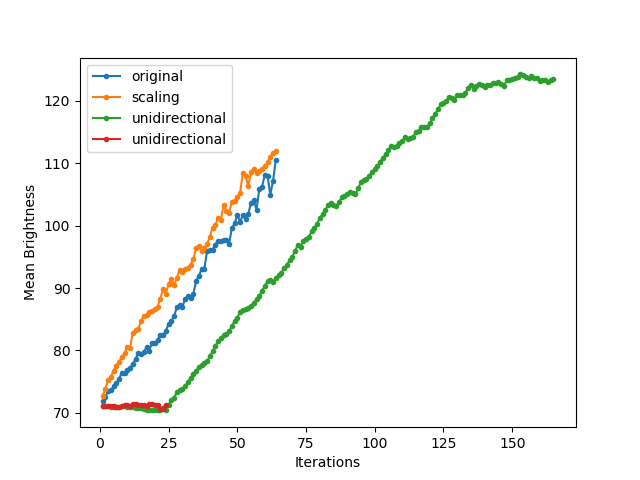 original
scaling
unidirectional
unidirectional
120
110
100
90
80
70
Mean Brightness
0 25 50 75 100 125 150
Iterations